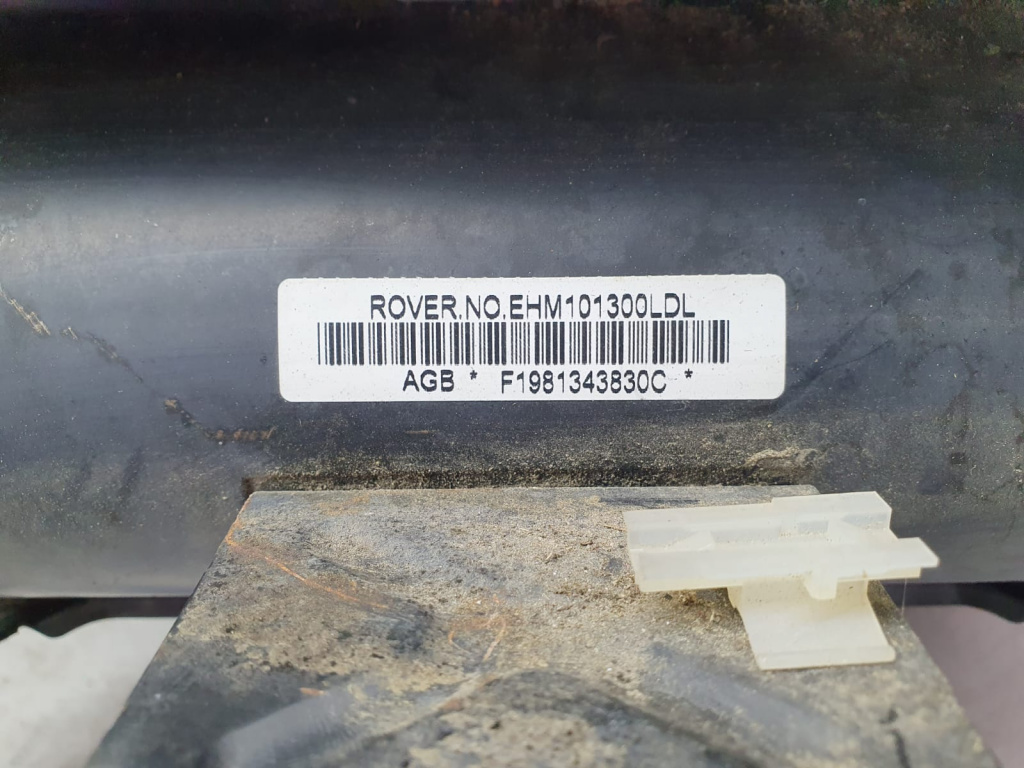 ROVER.NO.EHM101300LDL
AGB * F1981343830C *